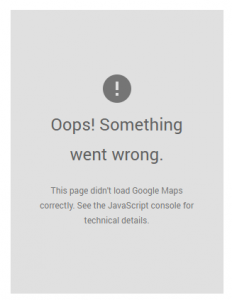 Oops! Something
went wrong.
This page didn't load Google Maps
correctly. See the JavaScript console for
technical details.